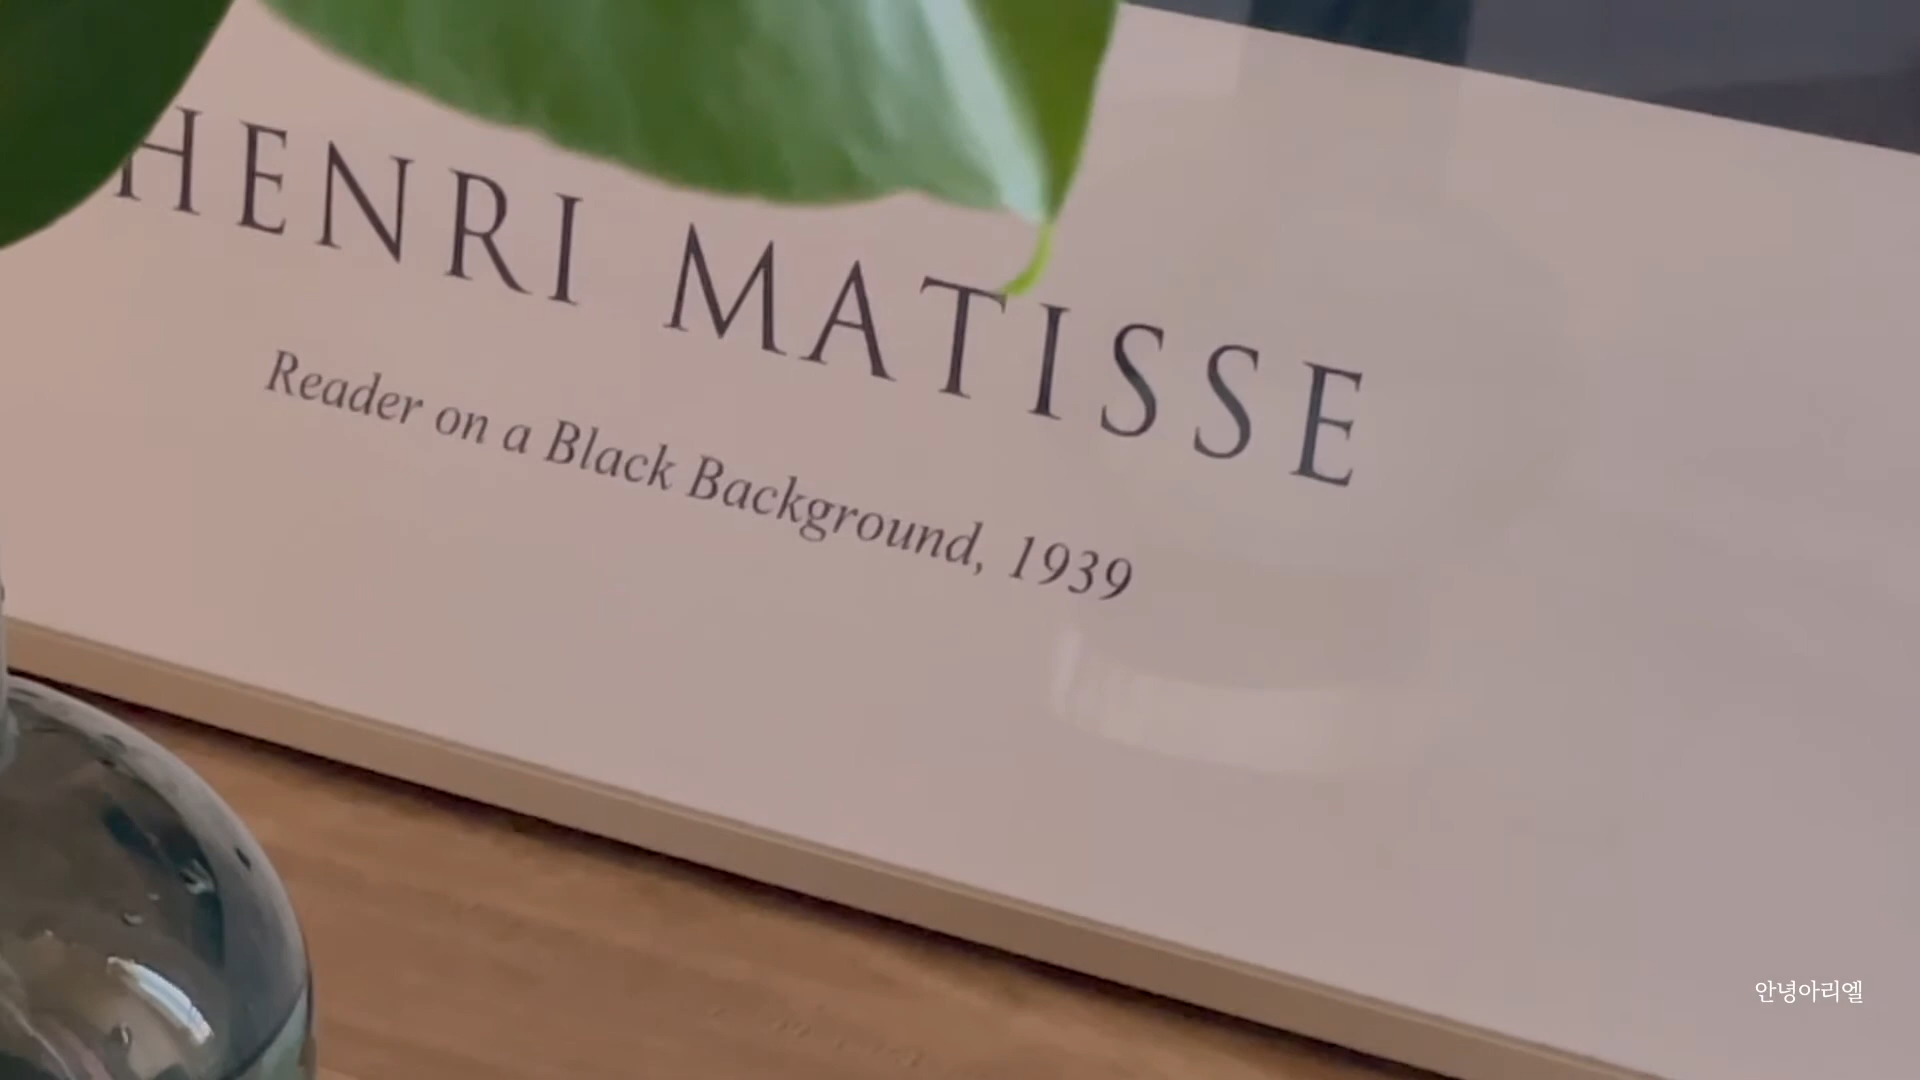 HENRI MATISSE
Reader on a Black Background, 1939
안녕아리엘